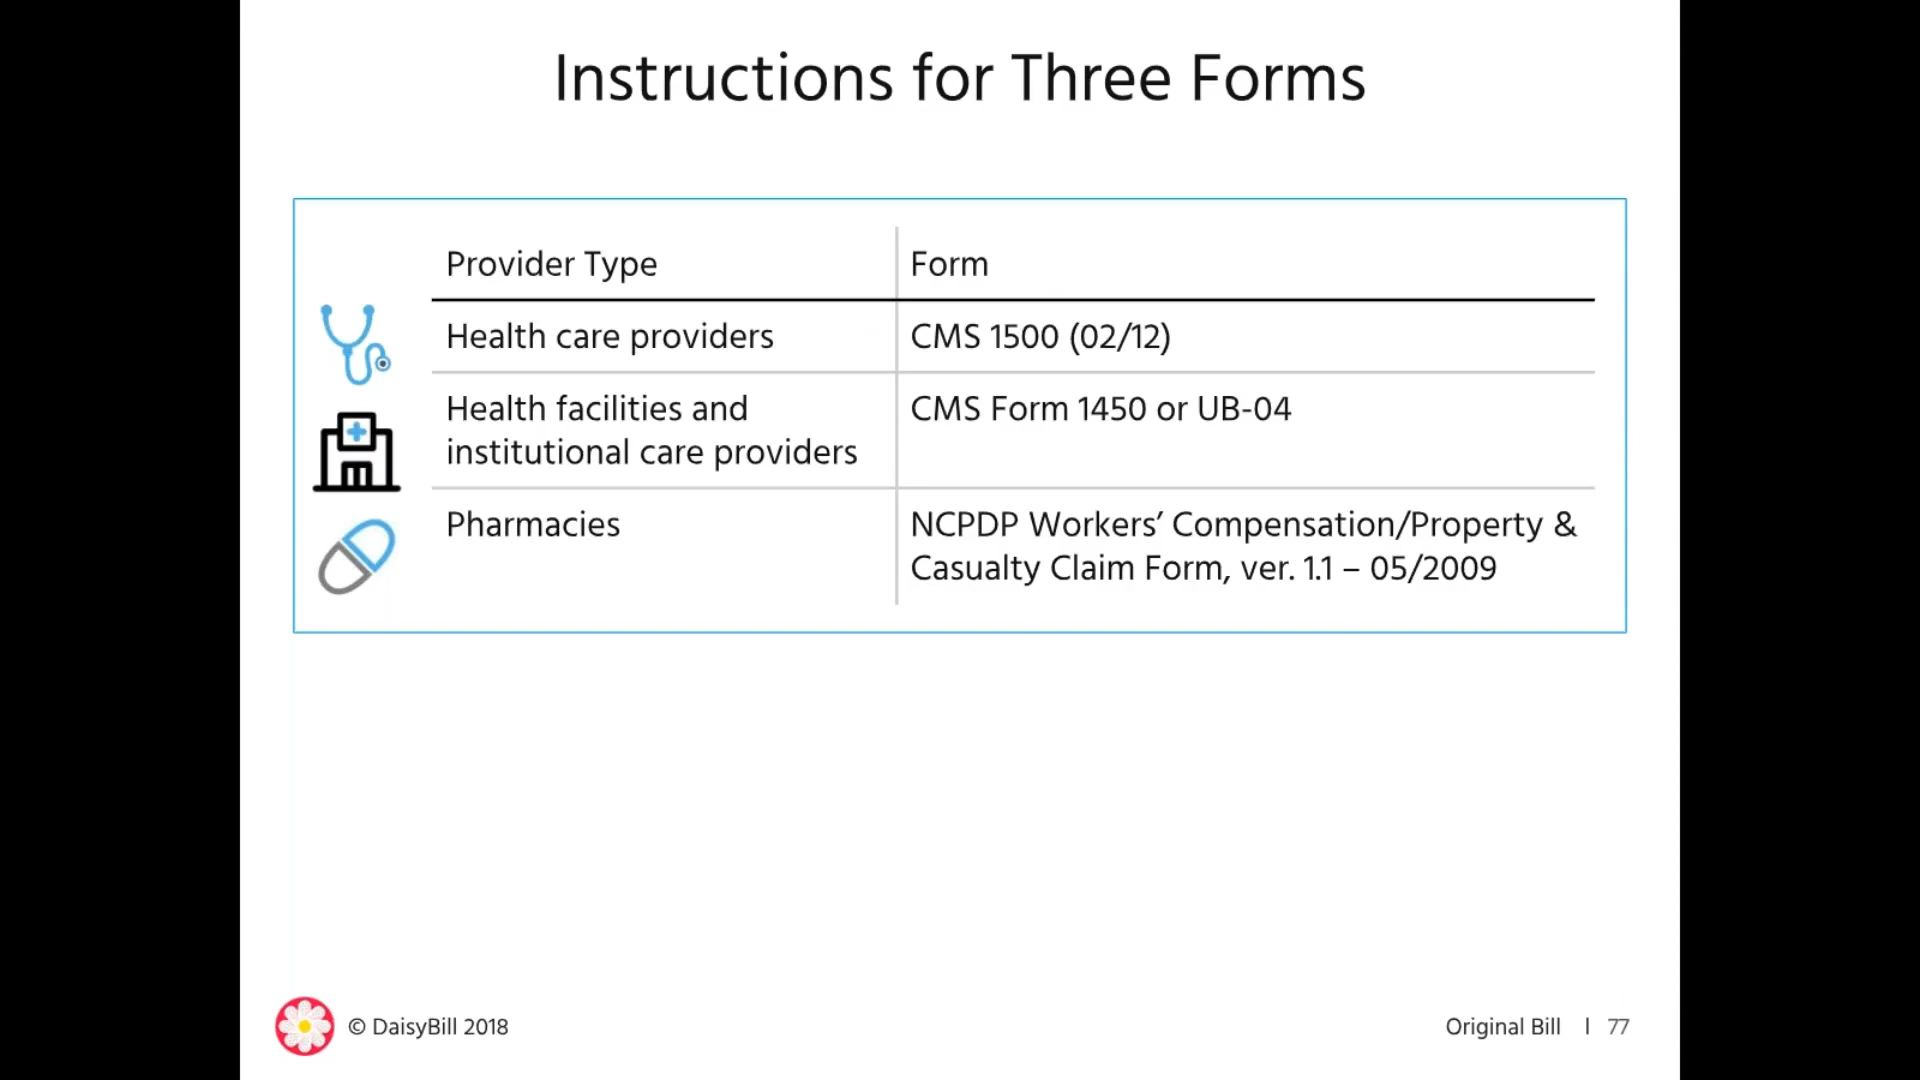 Instructions for Three Forms
Provider Type
Form
Health care providers
CMS 1500 (02/12)
Health facilities and
institutional care providers
CMS Form 1450 or UB-04
Pharmacies
NCPDP Workers’ Compensation/Property &
Casualty Claim Form, ver. 1.1 – 05/2009
© DaisyBill 2018
Original Bill | 77